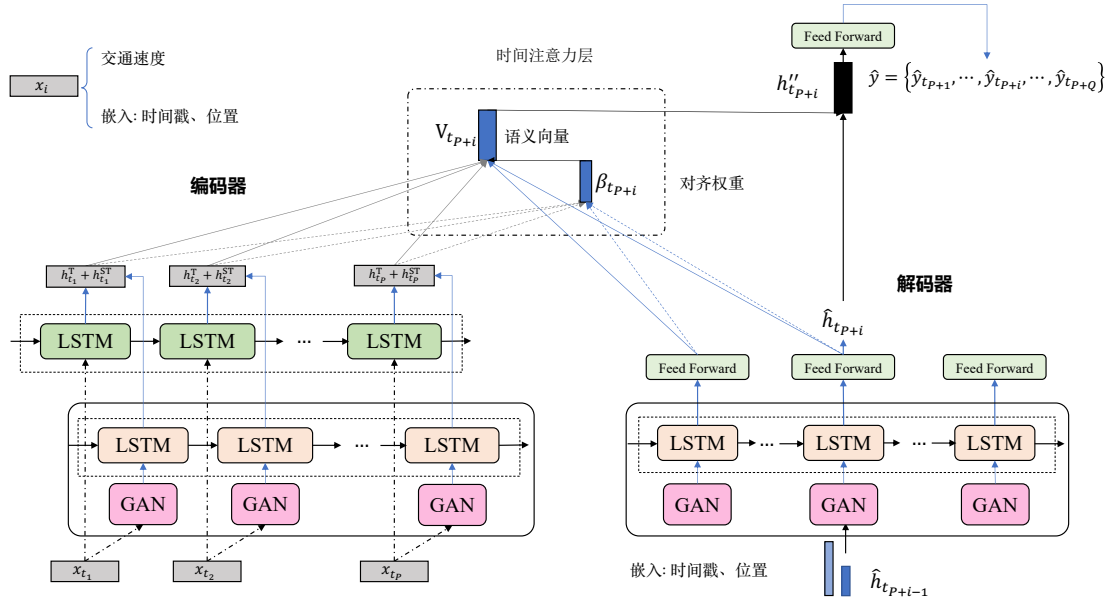 Feed Forward
交通速度
时间注意力层
x_i
h''_{t_{P+i}}
ŷ = {ŷ_{t_{P+1}}, ⋯, ŷ_{t_{P+i}}, ⋯, ŷ_{t_{P+Q}}}
嵌入: 时间戳、位置
V_{t_{P+i}} 语义向量
编码器
β_{t_{P+i}}
对齐权重
h^T_{t_1} + h^{ST}_{t_1}
h^T_{t_2} + h^{ST}_{t_2}
h^T_{t_P} + h^{ST}_{t_P}
解码器
ĥ_{t_{P+i}}
LSTM
LSTM
...
LSTM
Feed Forward
Feed Forward
Feed Forward
LSTM
LSTM
...
LSTM
LSTM
...
LSTM
...
LSTM
GAN
GAN
GAN
GAN
GAN
GAN
x_{t_1}
x_{t_2}
x_{t_P}
嵌入: 时间戳、位置
ĥ_{t_{P+i-1}}